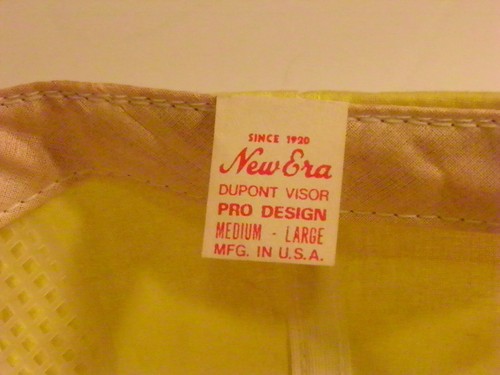 SINCE 1920
New Era
DUPONT VISOR
PRO DESIGN
MEDIUM - LARGE
MFG. IN U.S.A.